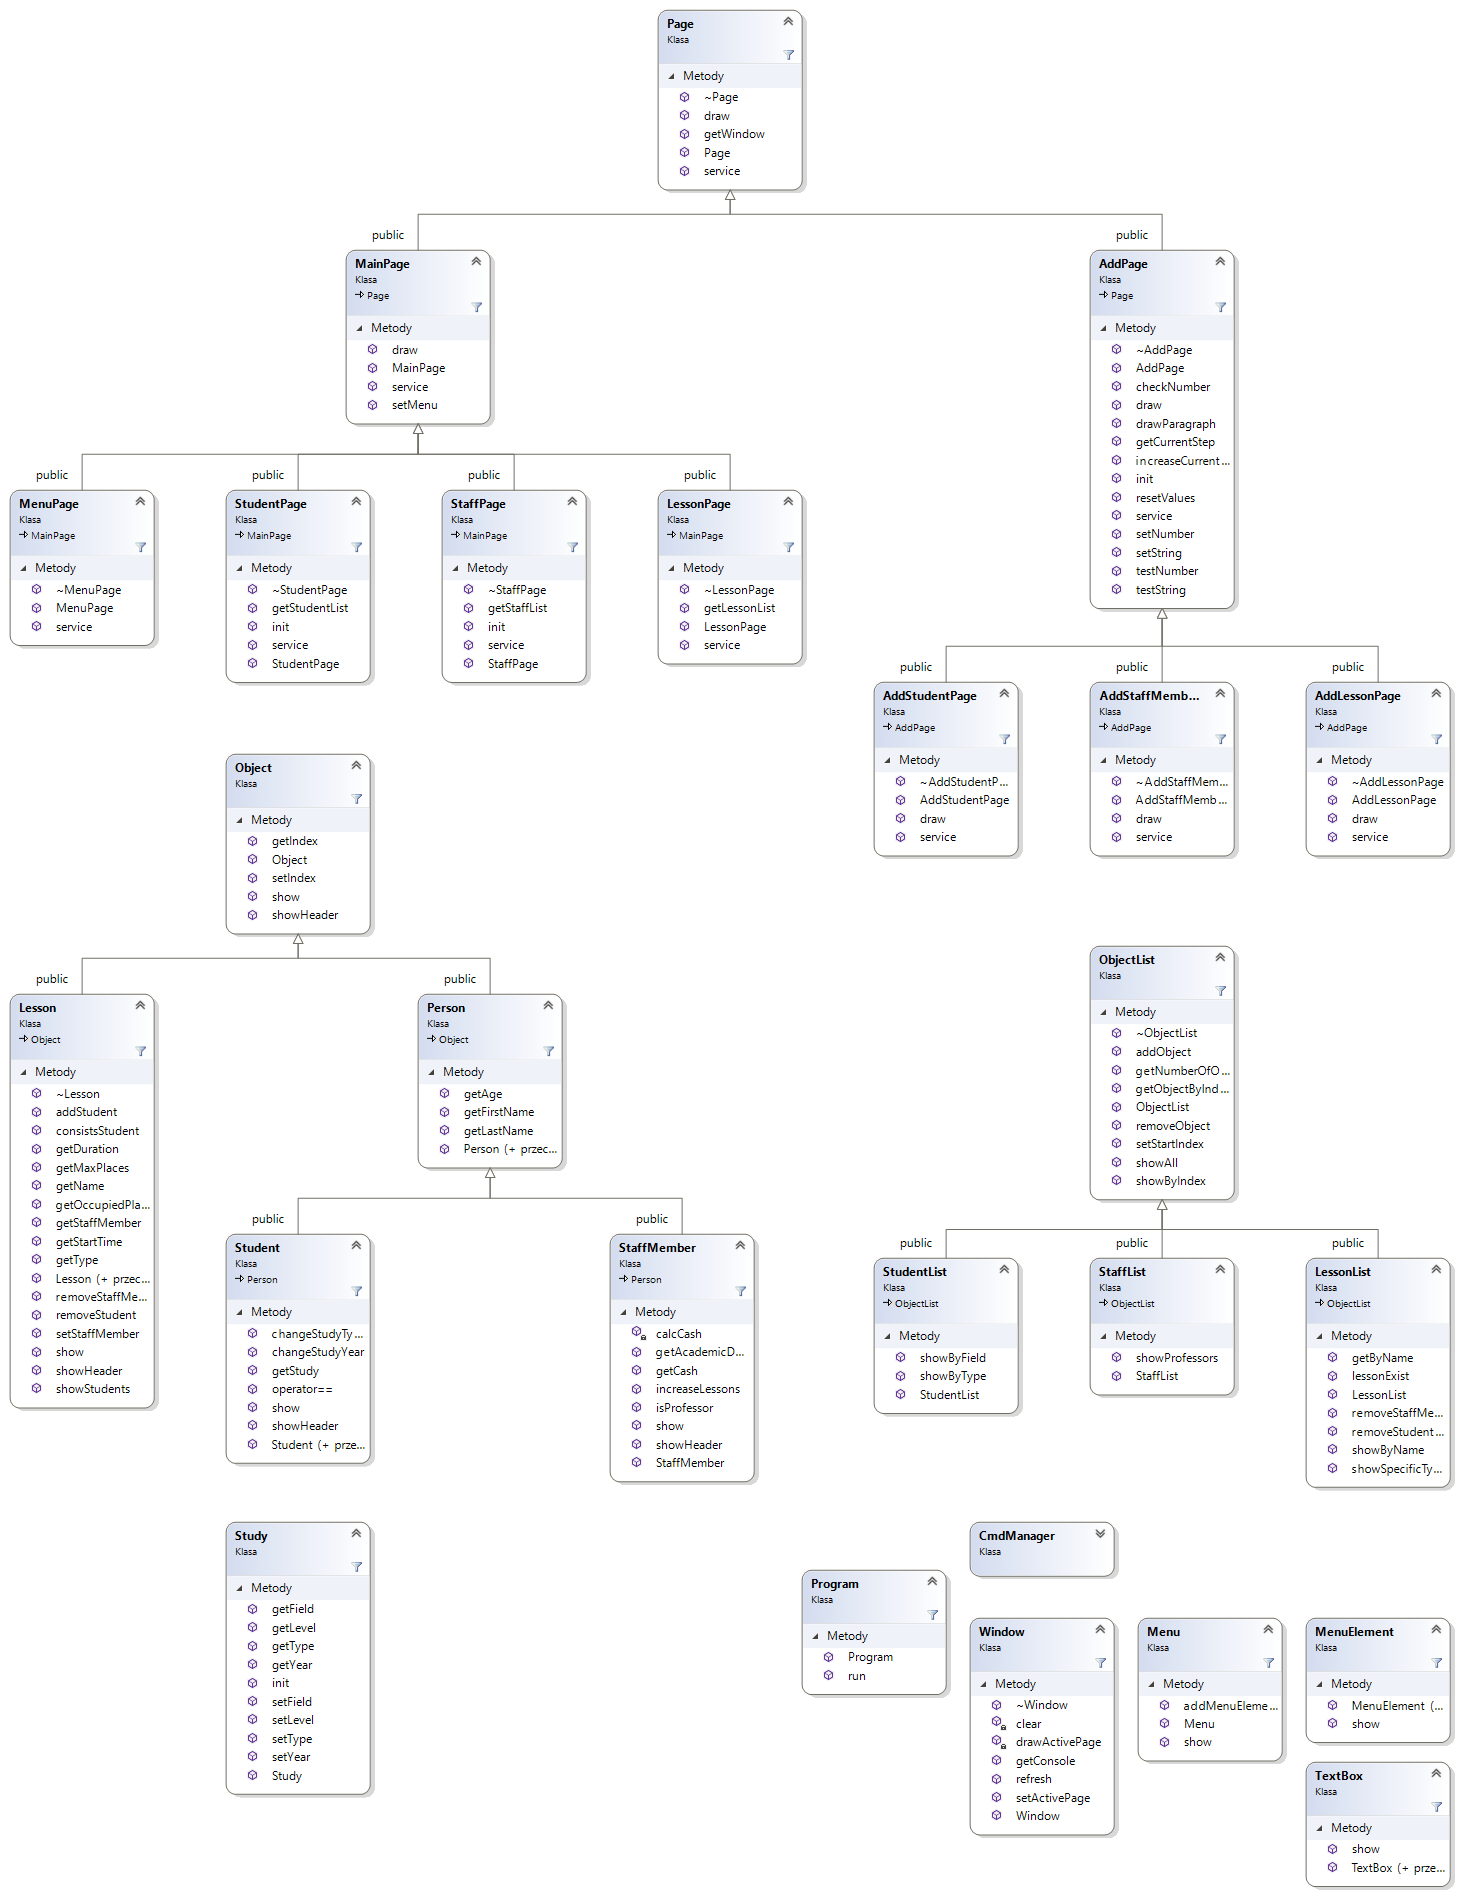 Page
Klasa
Metody
~Page
draw
getWindow
Page
service
public
public
MainPage
Klasa
Page
Metody
draw
MainPage
service
setMenu
AddPage
Klasa
Page
Metody
~AddPage
AddPage
checkNumber
draw
drawParagraph
getCurrentStep
increaseCurrent...
init
resetValues
service
setNumber
setString
testNumber
testString
public
public
public
public
MenuPage
Klasa
MainPage
Metody
~MenuPage
MenuPage
service
StudentPage
Klasa
MainPage
Metody
~StudentPage
getStudentList
init
service
StudentPage
StaffPage
Klasa
MainPage
Metody
~StaffPage
getStaffList
init
service
StaffPage
LessonPage
Klasa
MainPage
Metody
~LessonPage
getLessonList
LessonPage
service
public
public
public
AddStudentPage
Klasa
AddPage
Metody
~AddStudentP...
AddStudentPage
draw
service
AddStaffMemb...
Klasa
AddPage
Metody
~AddStaffMem...
AddStaffMemb...
draw
service
AddLessonPage
Klasa
AddPage
Metody
~AddLessonPage
AddLessonPage
draw
service
Object
Klasa
Metody
getIndex
Object
setIndex
show
showHeader
public
public
Lesson
Klasa
Object
Metody
~Lesson
addStudent
consistsStudent
getDuration
getMaxPlaces
getName
getOccupiedPla...
getStaffMember
getStartTime
getType
Lesson (+ przec...
removeStaffMe...
removeStudent
setStaffMember
show
showHeader
showStudents
Person
Klasa
Object
Metody
getAge
getFirstName
getLastName
Person (+ przec...
public
public
Student
Klasa
Person
Metody
changeStudyTy...
changeStudyYear
getStudy
operator==
show
showHeader
Student (+ prze...
StaffMember
Klasa
Person
Metody
calcCash
getAcademicD...
getCash
increaseLessons
isProfessor
show
showHeader
StaffMember
ObjectList
Klasa
Metody
~ObjectList
addObject
getNumberOfO...
getObjectByInd...
ObjectList
removeObject
setStartIndex
showAll
showByIndex
public
public
public
StudentList
Klasa
ObjectList
Metody
showByField
showByType
StudentList
StaffList
Klasa
ObjectList
Metody
showProfessors
StaffList
LessonList
Klasa
ObjectList
Metody
getByName
lessonExist
LessonList
removeStaffMe...
removeStudent...
showByName
showSpecificTy...
Study
Klasa
Metody
getField
getLevel
getType
getYear
init
setField
setLevel
setType
setYear
Study
CmdManager
Klasa
Program
Klasa
Metody
Program
run
Window
Klasa
Metody
~Window
clear
drawActivePage
getConsole
refresh
setActivePage
Window
Menu
Klasa
Metody
addMenuEleme...
Menu
show
MenuElement
Klasa
Metody
MenuElement (...
show
TextBox
Klasa
Metody
show
TextBox (+ prze...